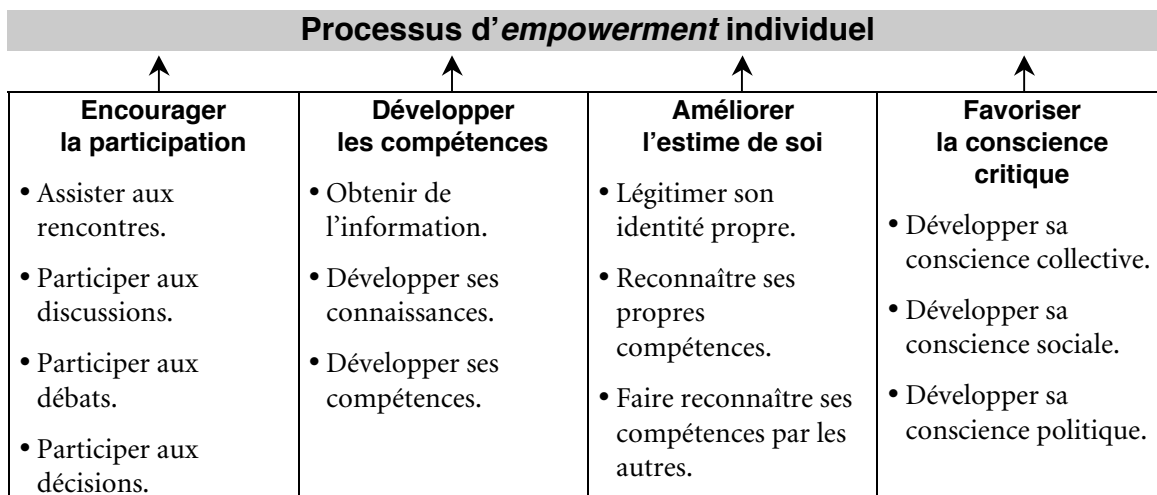 Processus d’empowerment individuel
Encourager
la participation
• Assister aux
rencontres.
• Participer aux
discussions.
• Participer aux
débats.
• Participer aux
décisions.
Développer
les compétences
• Obtenir de
l’information.
• Développer ses
connaissances.
• Développer ses
compétences.
Améliorer
l’estime de soi
• Légitimer son
identité propre.
• Reconnaître ses
propres
compétences.
• Faire reconnaître ses
compétences par les
autres.
Favoriser
la conscience
critique
• Développer sa
conscience collective.
• Développer sa
conscience sociale.
• Développer sa
conscience politique.